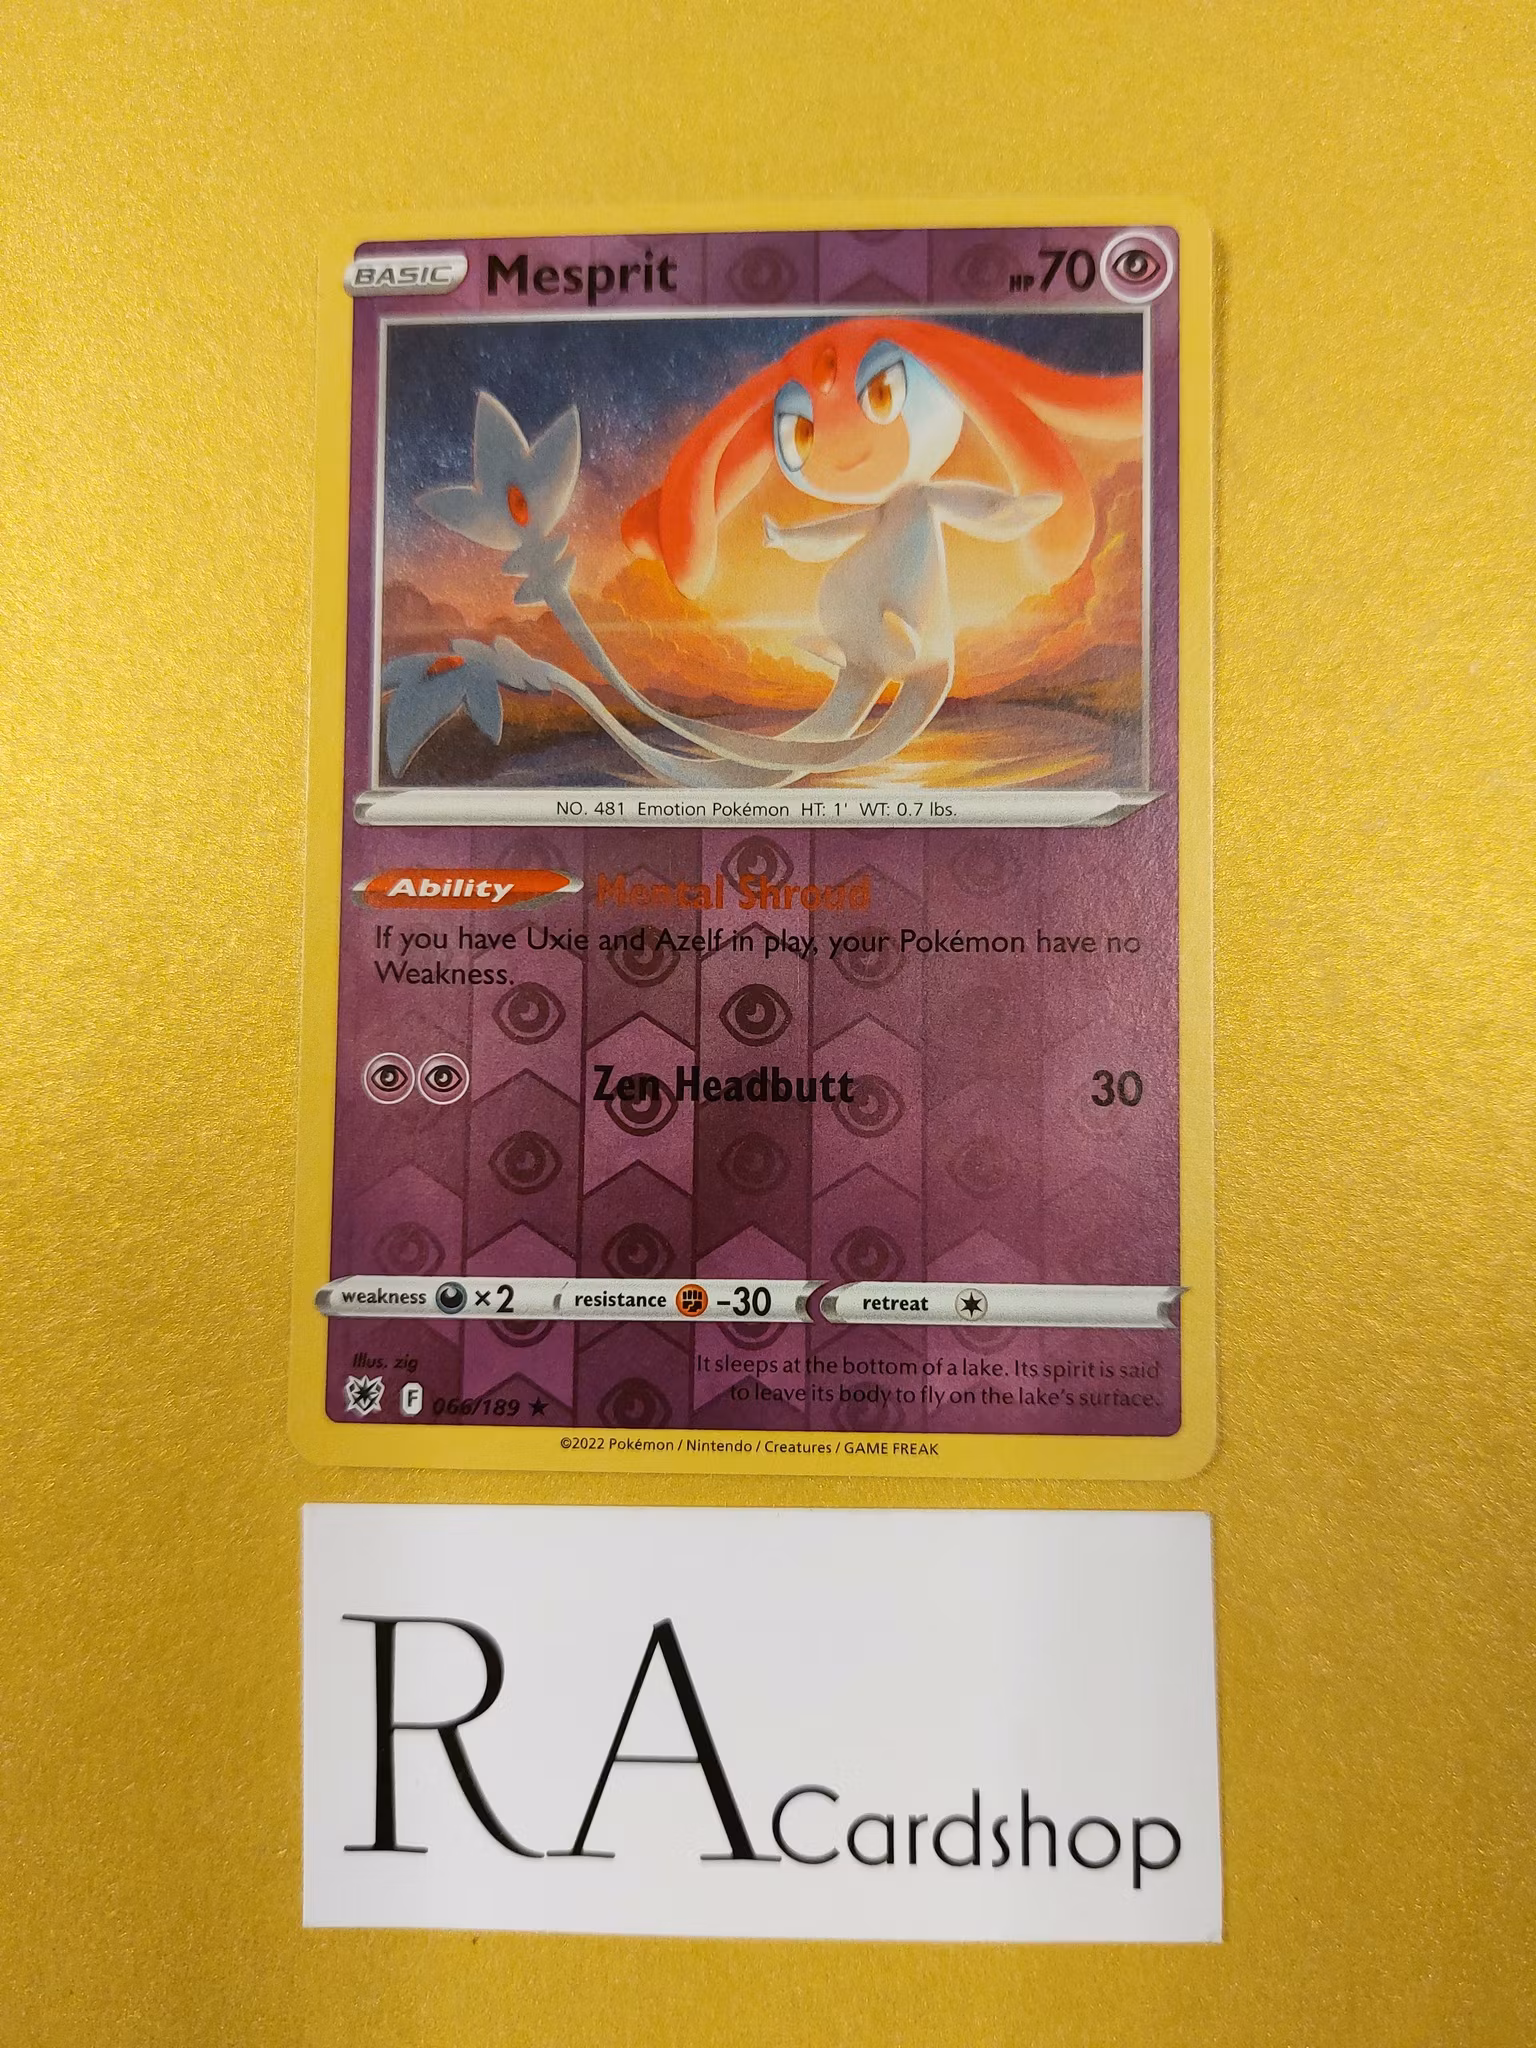 BASIC Mesprit HP 70
NO. 481 Emotion Pokémon HT: 1' WT: 0.7 lbs.
Ability Mental Shroud
If you have Uxie and Azelf in play, your Pokémon have no
Weakness.
Zen Headbutt 30
weakness ×2 resistance -30 retreat
Illus. zig
It sleeps at the bottom of a lake. Its spirit is said
to leave its body to fly on the lake's surface.
F 066/189 ★
©2022 Pokémon / Nintendo / Creatures / GAME FREAK
RA Cardshop